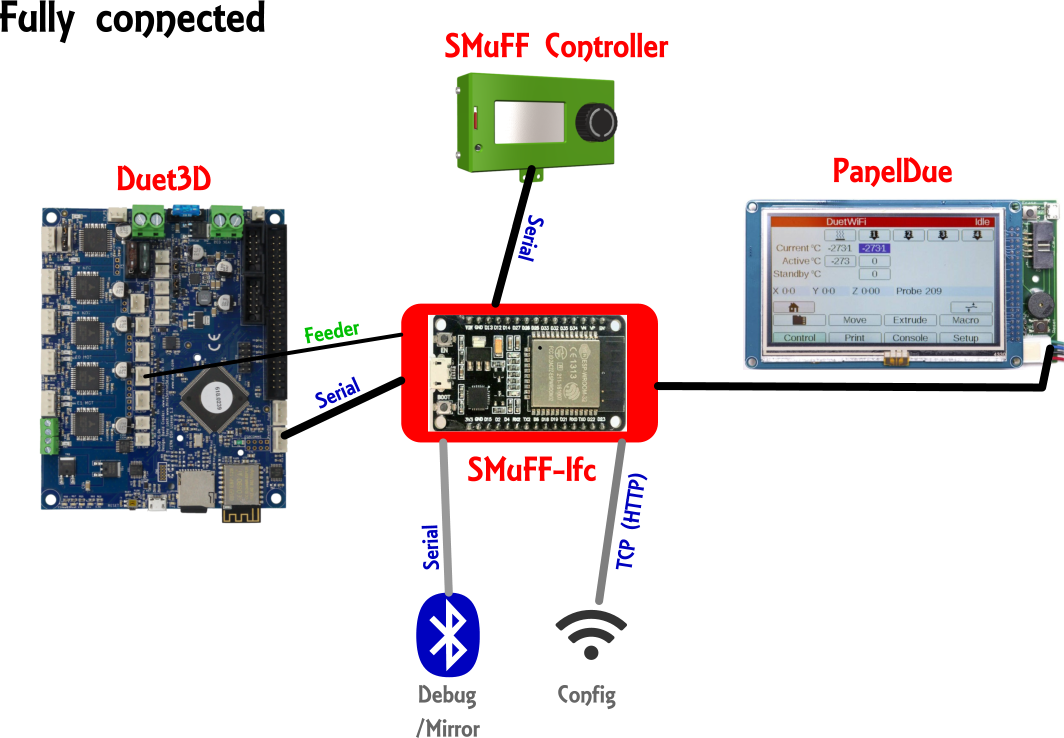 Fully connected
SMuFF Controller
Duet3D
PanelDue
Serial
DuetWiFi Idle
Current °C -2731 -2731
Active °C -273 0
Standby °C 0
X 0·0 Y 0·0 Z 0·00 Probe 209
Move Extrude Macro
Control Print Console Setup
Feeder
Serial
EN
BOOT
SMuFF-Ifc
Serial
TCP (HTTP)
Debug
/Mirror
Config